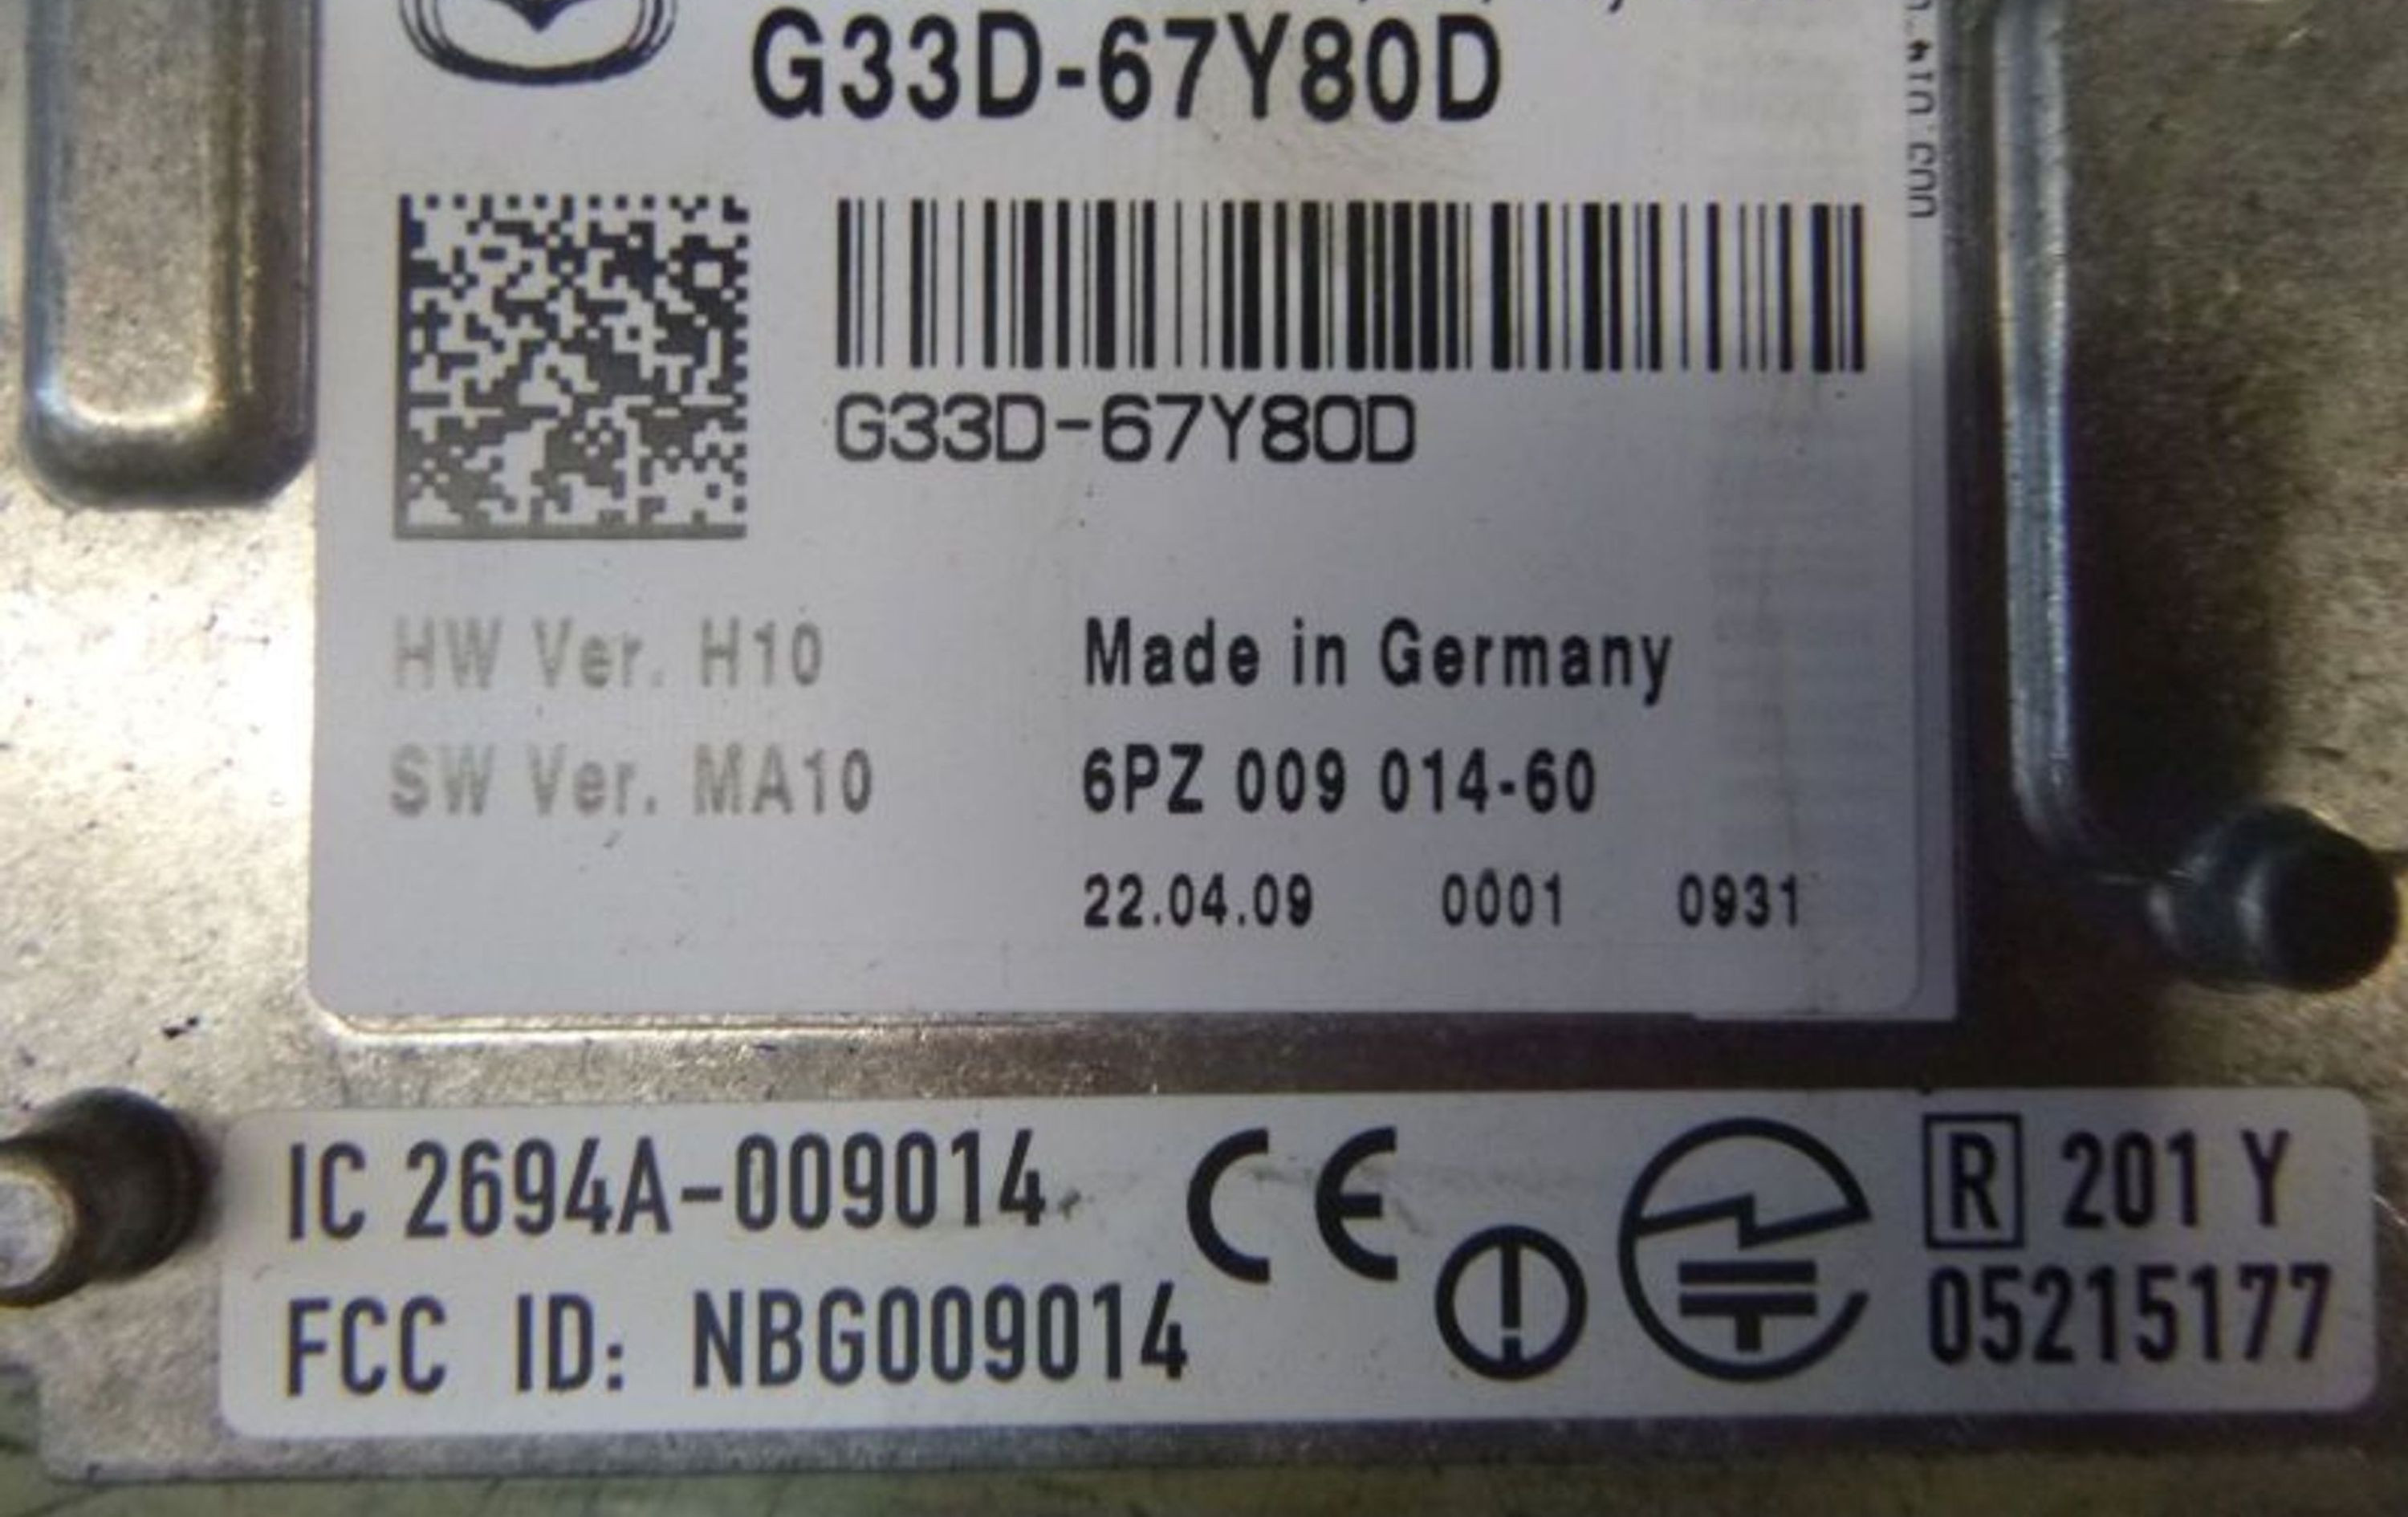 G33D-67Y80D
G33D-67Y80D
HW Ver. H10
Made in Germany
SW Ver. MA10
6PZ 009 014-60
22.04.09 0001 0931
IC 2694A-009014
CE
R 201 Y
FCC ID: NBG009014
05215177